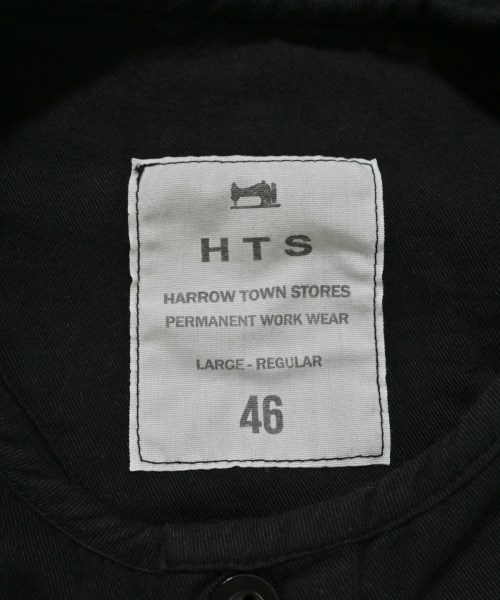 HTS
HARROW TOWN STORES
PERMANENT WORK WEAR
LARGE - REGULAR
46